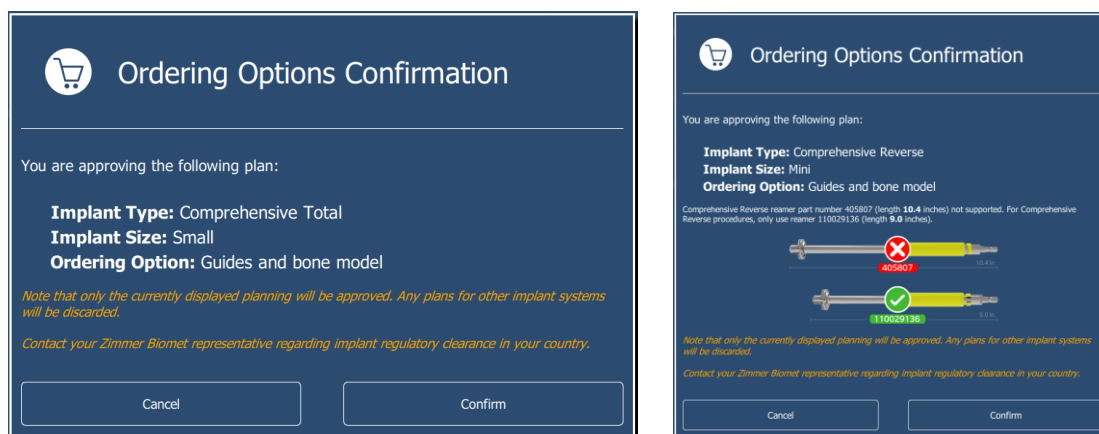 Ordering Options Confirmation
You are approving the following plan:
Implant Type: Comprehensive Total
Implant Size: Small
Ordering Option: Guides and bone model
Note that only the currently displayed planning will be approved. Any plans for other implant systems
will be discarded.
Contact your Zimmer Biomet representative regarding implant regulatory clearance in your country.
Cancel
Confirm
Ordering Options Confirmation
You are approving the following plan:
Implant Type: Comprehensive Reverse
Implant Size: Mini
Ordering Option: Guides and bone model
Comprehensive Reverse reamer part number 405807 (length 10.4 inches) not supported. For Comprehensive
Reverse procedures, only use reamer 110029136 (length 9.0 inches).
405807
10.4 in
110029136
9.0 in
Note that only the currently displayed planning will be approved. Any plans for other implant systems
will be discarded.
Contact your Zimmer Biomet representative regarding implant regulatory clearance in your country.
Cancel
Confirm